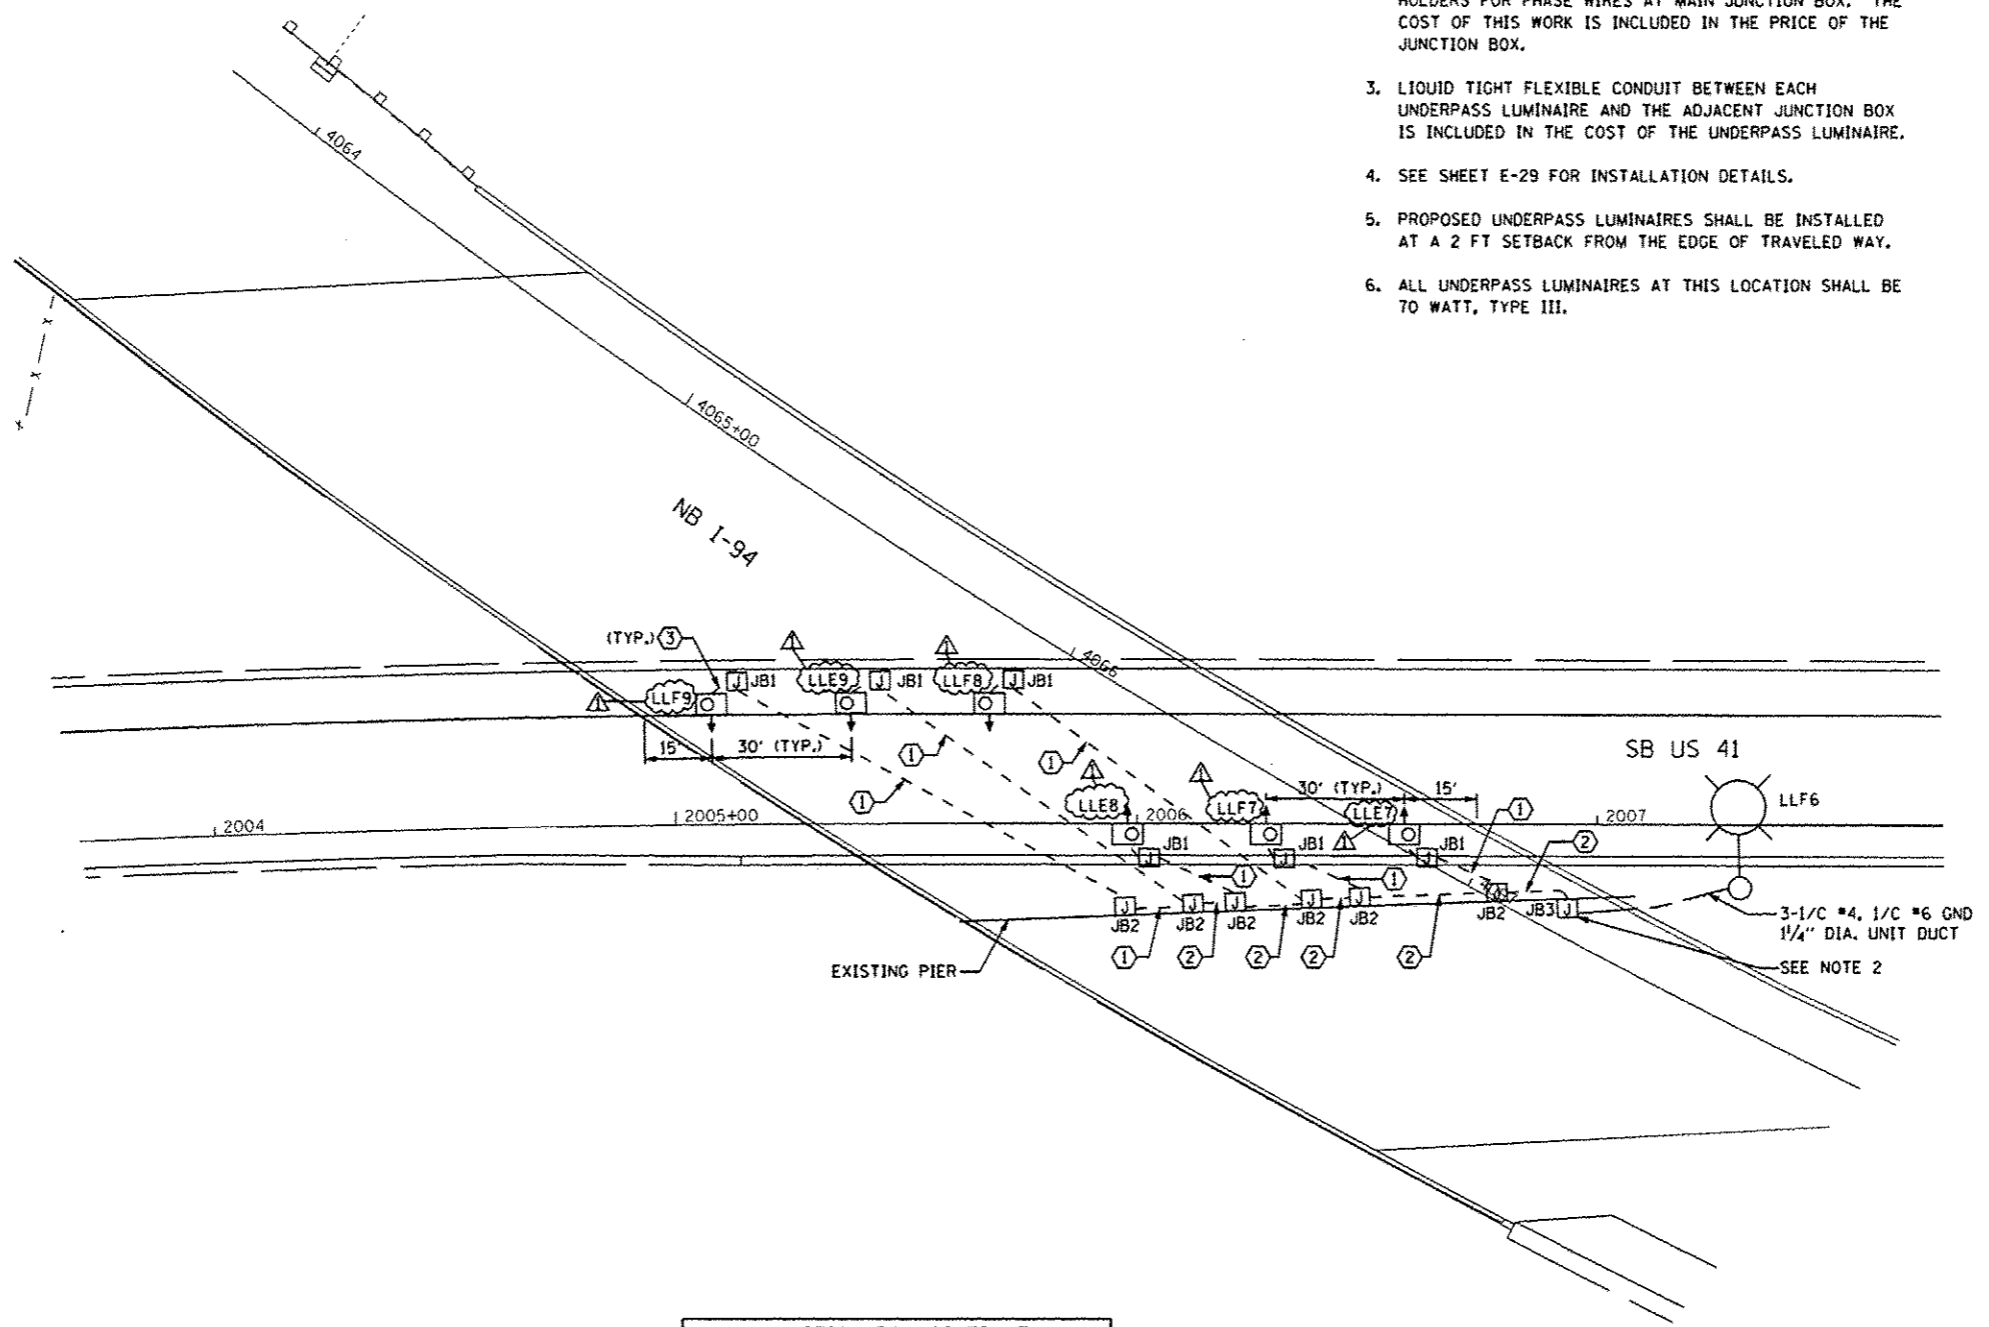 HOLDERS FOR PHASE WIRES AT MAIN JUNCTION BOX. THE
COST OF THIS WORK IS INCLUDED IN THE PRICE OF THE
JUNCTION BOX.
3. LIQUID TIGHT FLEXIBLE CONDUIT BETWEEN EACH
UNDERPASS LUMINAIRE AND THE ADJACENT JUNCTION BOX
IS INCLUDED IN THE COST OF THE UNDERPASS LUMINAIRE.
4. SEE SHEET E-29 FOR INSTALLATION DETAILS.
5. PROPOSED UNDERPASS LUMINAIRES SHALL BE INSTALLED
AT A 2 FT SETBACK FROM THE EDGE OF TRAVELED WAY.
6. ALL UNDERPASS LUMINAIRES AT THIS LOCATION SHALL BE
70 WATT, TYPE III.
4064
x
x
x
4065+00
NB I-94
(TYP.) 3
1
1
4066
J JB1
LLE9
J JB1
LLF8
J JB1
1
LLF9
15'
30' (TYP.)
1
1
1
SB US 41
1
1
30' (TYP.)
15'
LLE8
LLF7
LLE7
1
LLF6
2004
2005+00
2006
2007
1
2
JB1
JB1
JB1
J
J
J
1
1
J
J
J
J
J
J
J
JB2
JB2
JB2
JB2
JB2
JB2
JB3
3-1/C #4, 1/C #6 GND
1 1/4" DIA. UNIT DUCT
1
2
2
2
2
EXISTING PIER
SEE NOTE 2